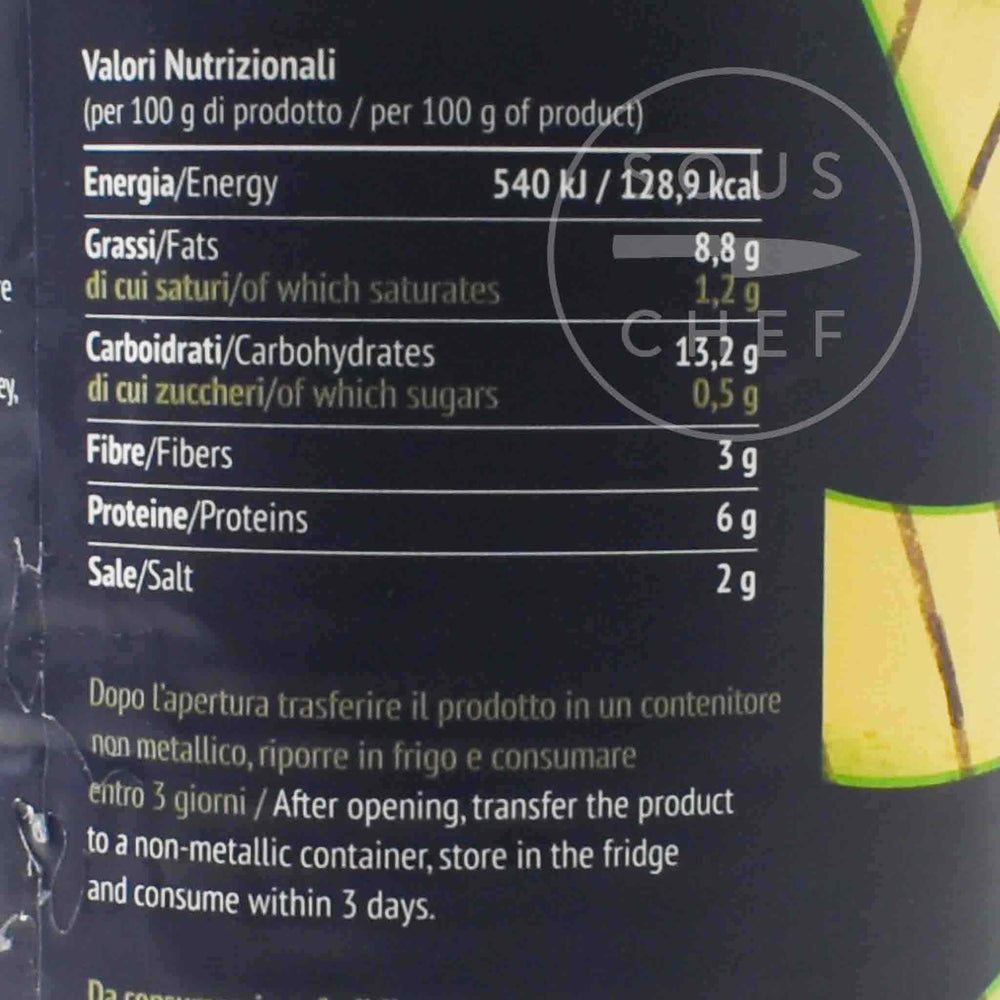 Valori Nutrizionali
(per 100 g di prodotto / per 100 g of product)
Energia/Energy 540 kJ / 128,9 kcal
Grassi/Fats 8,8 g
di cui saturi/of which saturates 1,2 g
Carboidrati/Carbohydrates 13,2 g
di cui zuccheri/of which sugars 0,5 g
Fibre/Fibers 3 g
Proteine/Proteins 6 g
Sale/Salt 2 g
SOUS
CHEF
Dopo l'apertura trasferire il prodotto in un contenitore
non metallico, riporre in frigo e consumare
entro 3 giorni / After opening, transfer the product
to a non-metallic container, store in the fridge
and consume within 3 days.
Da